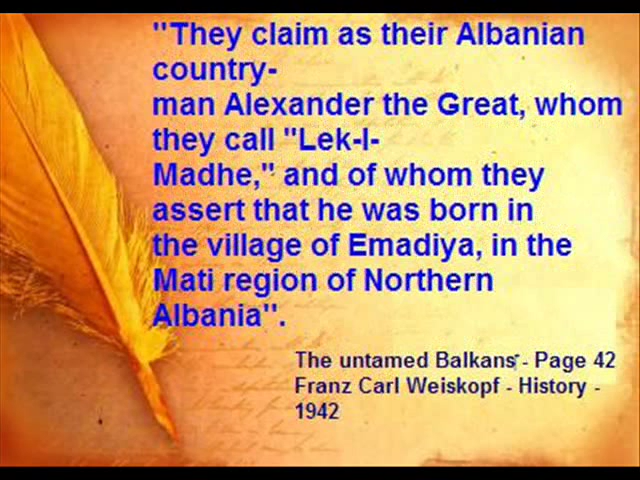 "They claim as their Albanian
country-
man Alexander the Great, whom
they call "Lek-I-
Madhe," and of whom they
assert that he was born in
the village of Emadiya, in the
Mati region of Northern
Albania".
The untamed Balkans - Page 42
Franz Carl Weiskopf - History -
1942